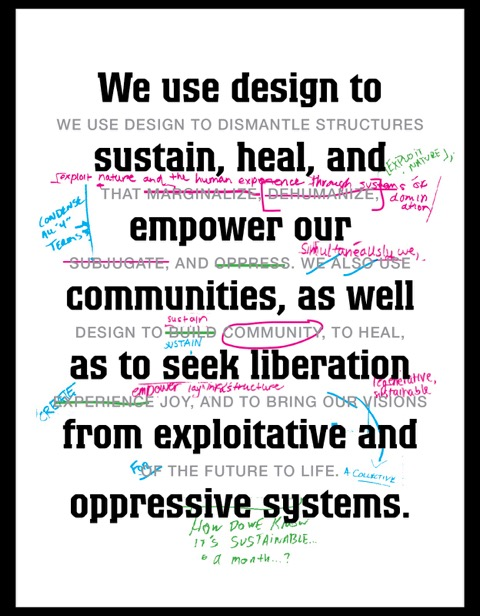 We use design to
WE USE DESIGN TO DISMANTLE STRUCTURES
sustain, heal, and
[EXPLOIT NATURE],
[exploit nature and the human experience through systems of domination
THAT MARGINALIZE, DEHUMANIZE,
CONDENSE ALL "4" TERMS?
empower our
Simultaneously we,
SUBJUGATE, AND OPPRESS. WE ALSO USE
communities, as well
sustain
DESIGN TO BUILD COMMUNITY, TO HEAL,
SUSTAIN
as to seek liberation
empower infrastructure
regenerative, sustainable
CREATE
EXPERIENCE JOY, AND TO BRING OUR VISIONS
from exploitative and
FOR
OF THE FUTURE TO LIFE.
A COLLECTIVE
oppressive systems.
HOW DO WE KNOW
IT'S SUSTAINABLE...
a month...?